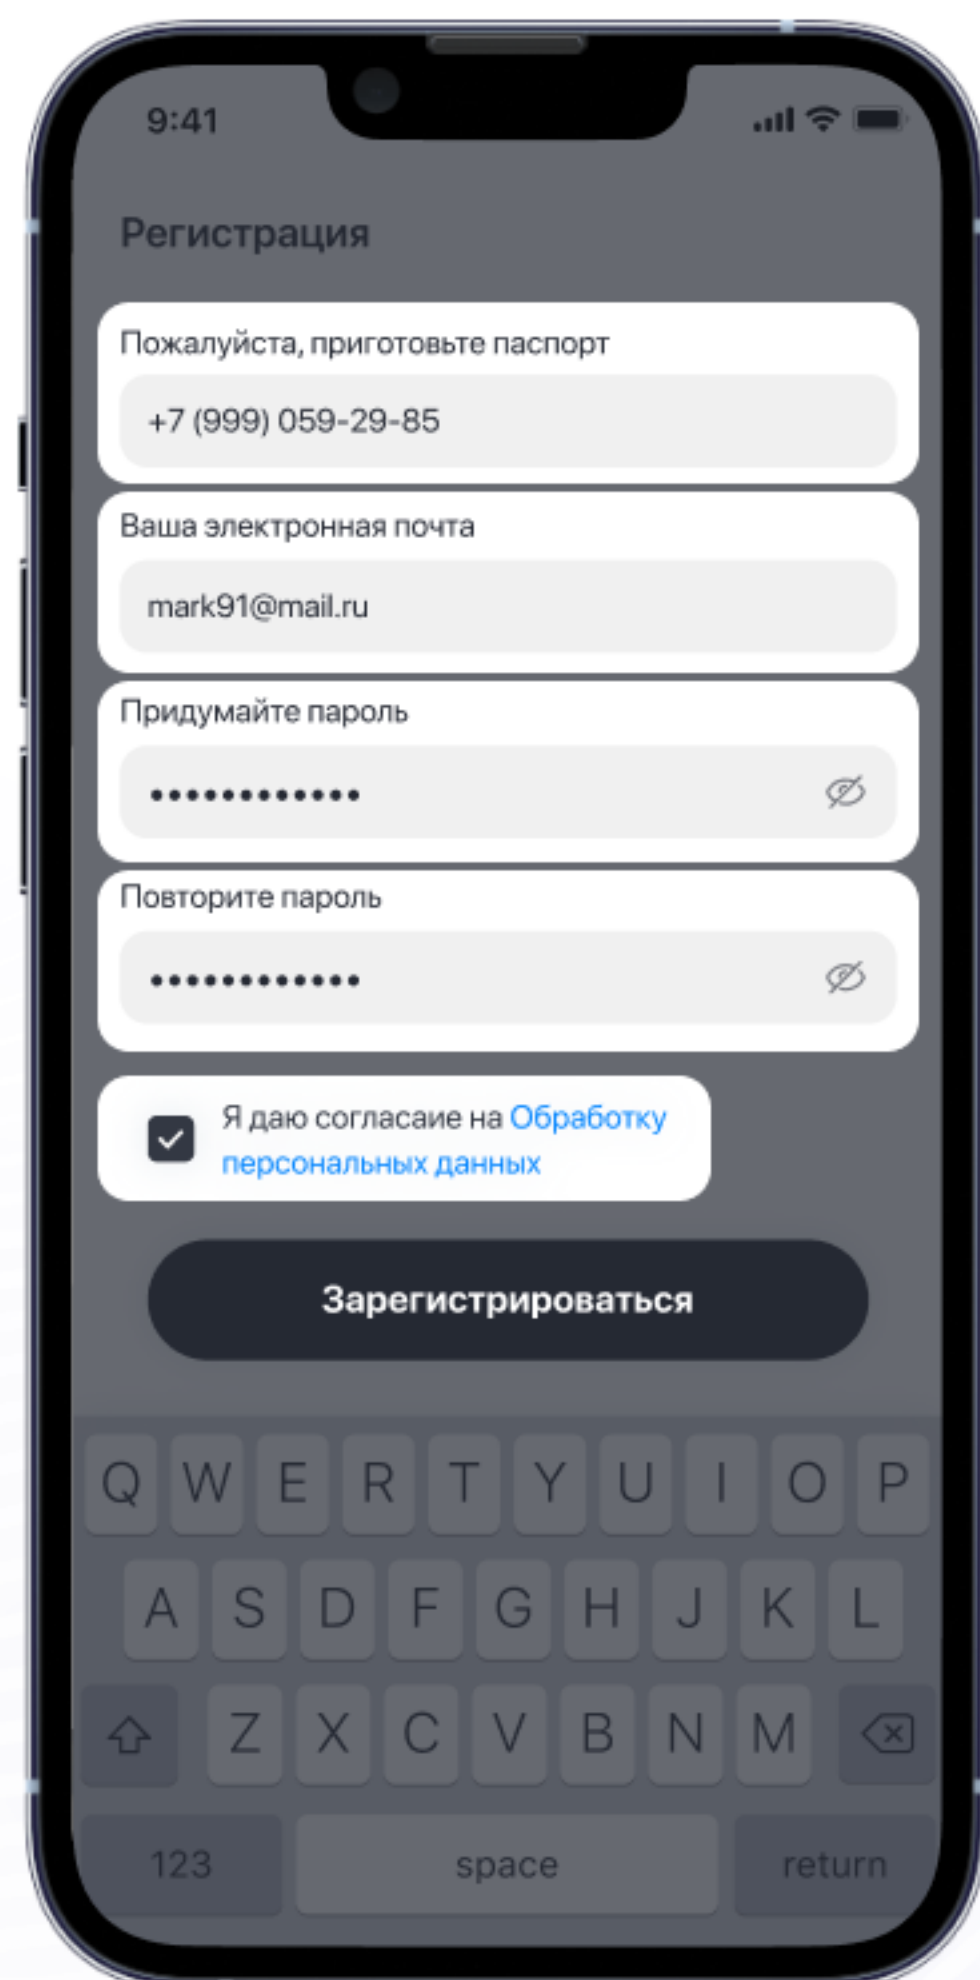 9:41
Регистрация
Пожалуйста, приготовьте паспорт
+7 (999) 059-29-85
Ваша электронная почта
mark91@mail.ru
Придумайте пароль
••••••••••••
Повторите пароль
••••••••••••
Я даю согласаие на Обработку
персональных данных
Зарегистрироваться
Q W E R T Y U I O P
A S D F G H J K L
Z X C V B N M
123 space return